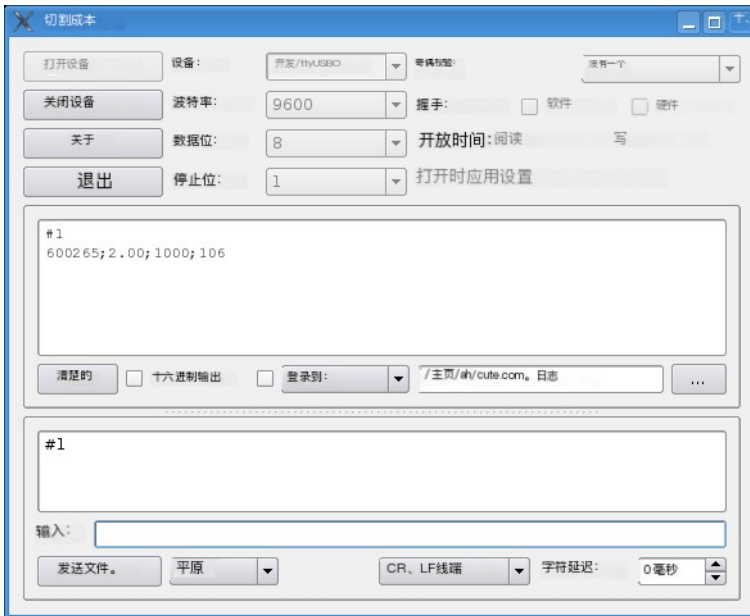 切割成本
打开设备 设备: 开发/ttyUSBO 奇偶校验: 没有一个
关闭设备 波特率: 9600 握手: 软件 硬件
关于 数据位: 8 开放时间:阅读 写
退出 停止位: 1 打开时应用设置
#1
600265;2.00;1000;106
清楚的 十六进制输出 登录到: /主页/ah/cute.com。日志 ...
#1
输入:
发送文件。 平原 CR、LF线端 字符延迟: 0毫秒